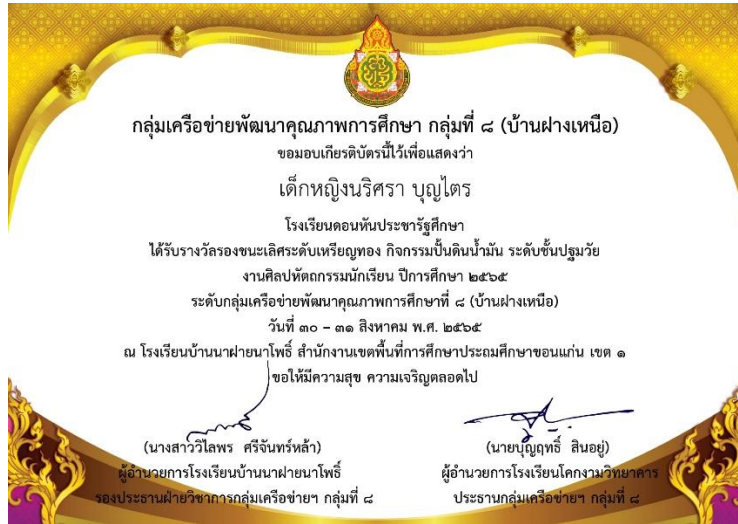 กลุ่มเครือข่ายพัฒนาคุณภาพการศึกษา กลุ่มที่ ๘ (บ้านฝางเหนือ)
ขอมอบเกียรติบัตรนี้ไว้เพื่อแสดงว่า
เด็กหญิงนริศรา บุญไตร
โรงเรียนดอนหันประชารัฐศึกษา
ได้รับรางวัลรองชนะเลิศระดับเหรียญทอง กิจกรรมปั้นดินน้ำมัน ระดับชั้นปฐมวัย
งานศิลปหัตถกรรมนักเรียน ปีการศึกษา ๒๕๖๕
ระดับกลุ่มเครือข่ายพัฒนาคุณภาพการศึกษาที่ ๘ (บ้านฝางเหนือ)
วันที่ ๓๐ – ๓๑ สิงหาคม พ.ศ. ๒๕๖๕
ณ โรงเรียนบ้านนาฝายนาโพธิ์ สำนักงานเขตพื้นที่การศึกษาประถมศึกษาขอนแก่น เขต ๑
ขอให้มีความสุข ความเจริญตลอดไป
(นางสาววิไลพร ศรีจันทร์หล้า)
ผู้อำนวยการโรงเรียนบ้านนาฝายนาโพธิ์
รองประธานฝ่ายวิชาการกลุ่มเครือข่ายฯ กลุ่มที่ ๘
(นายบุญฤทธิ์ สินอยู่)
ผู้อำนวยการโรงเรียนโคกงามวิทยาคาร
ประธานกลุ่มเครือข่ายฯ กลุ่มที่ ๘